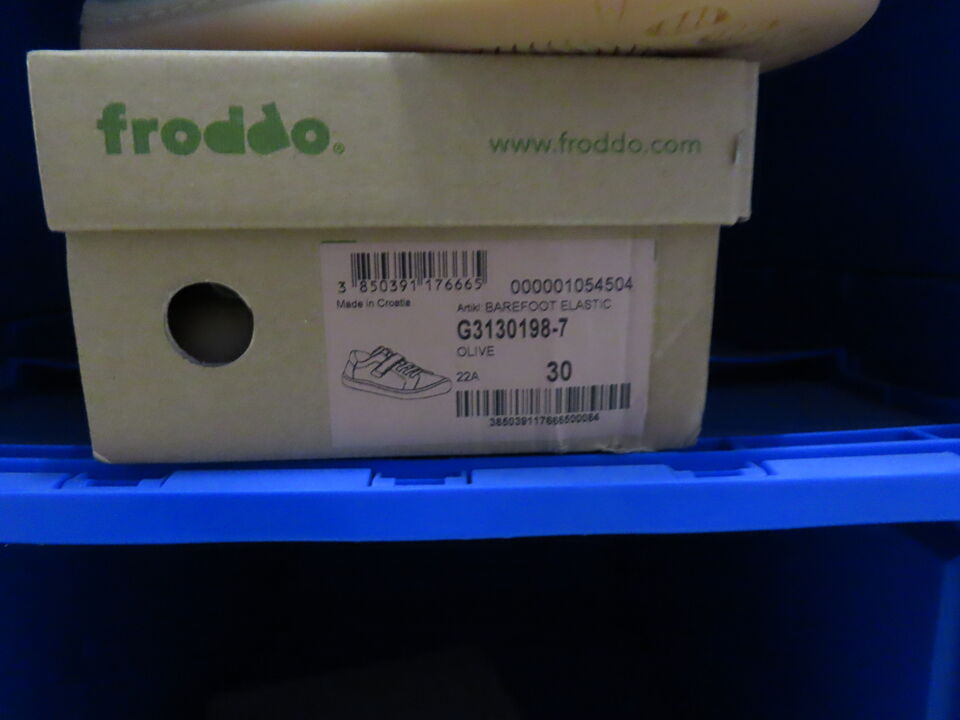 froddo®
www.froddo.com
3 850391 176665
000001054504
Made in Croatia
Artikl BAREFOOT ELASTIC
G3130198-7
OLIVE
22A
30
385039117666500084